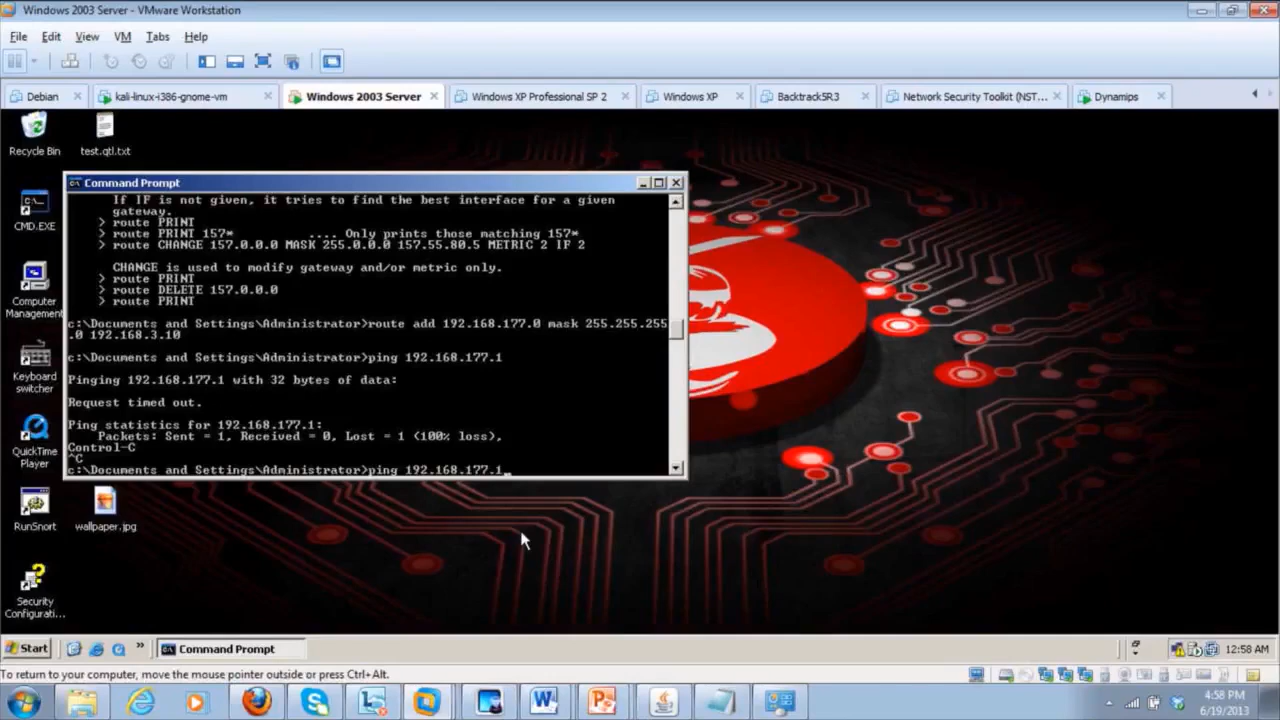 Windows 2003 Server - VMware Workstation
File Edit View VM Tabs Help
Debian kali-linux-i386-gnome-vm Windows 2003 Server Windows XP Professional SP 2 Windows XP Backtrack5R3 Network Security Toolkit (NST... Dynamips
Recycle Bin
test.qtl.txt
CMD.EXE
Computer
Management
Keyboard
switcher
QuickTime
Player
RunSnort
wallpaper.jpg
Security
Configurati...
Command Prompt
If IF is not given, it tries to find the best interface for a given
gateway.
> route PRINT
> route PRINT 157* .... Only prints those matching 157*
> route CHANGE 157.0.0.0 MASK 255.0.0.0 157.55.80.5 METRIC 2 IF 2
CHANGE is used to modify gateway and/or metric only.
> route PRINT
> route DELETE 157.0.0.0
> route PRINT
c:\Documents and Settings\Administrator>route add 192.168.177.0 mask 255.255.255
.0 192.168.3.10
c:\Documents and Settings\Administrator>ping 192.168.177.1
Pinging 192.168.177.1 with 32 bytes of data:
Request timed out.
Ping statistics for 192.168.177.1:
Packets: Sent = 1, Received = 0, Lost = 1 (100% loss),
Control-C
^C
c:\Documents and Settings\Administrator>ping 192.168.177.1_
Start » Command Prompt 12:58 AM
To return to your computer, move the mouse pointer outside or press Ctrl+Alt.
4:58 PM
6/19/2013